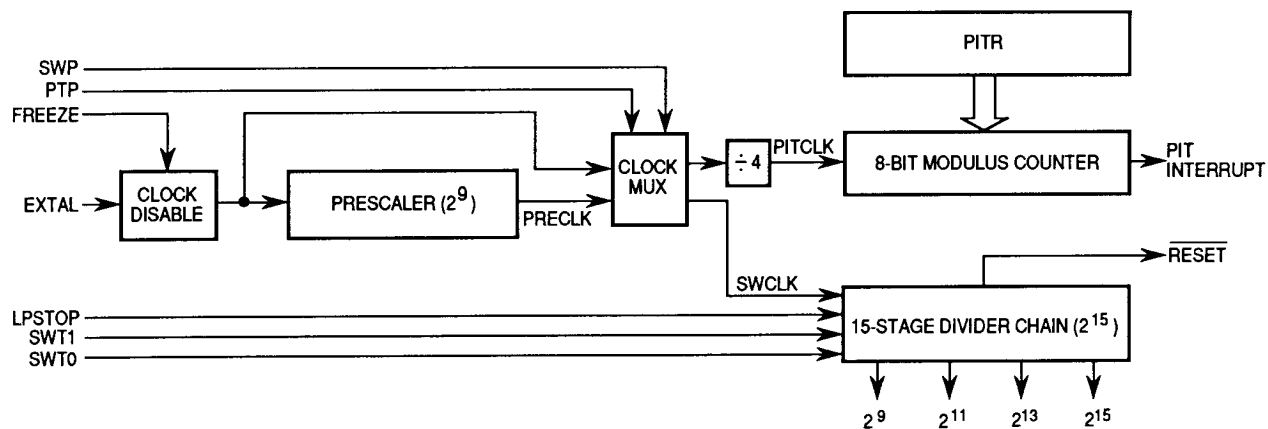 PITR
SWP
PTP
FREEZE
EXTAL
CLOCK
DISABLE
PRESCALER (2⁹)
PRECLK
CLOCK
MUX
÷ 4
PITCLK
8-BIT MODULUS COUNTER
PIT
INTERRUPT
RESET
SWCLK
LPSTOP
SWT1
SWT0
15-STAGE DIVIDER CHAIN (2¹⁵)
2⁹ 2¹¹ 2¹³ 2¹⁵